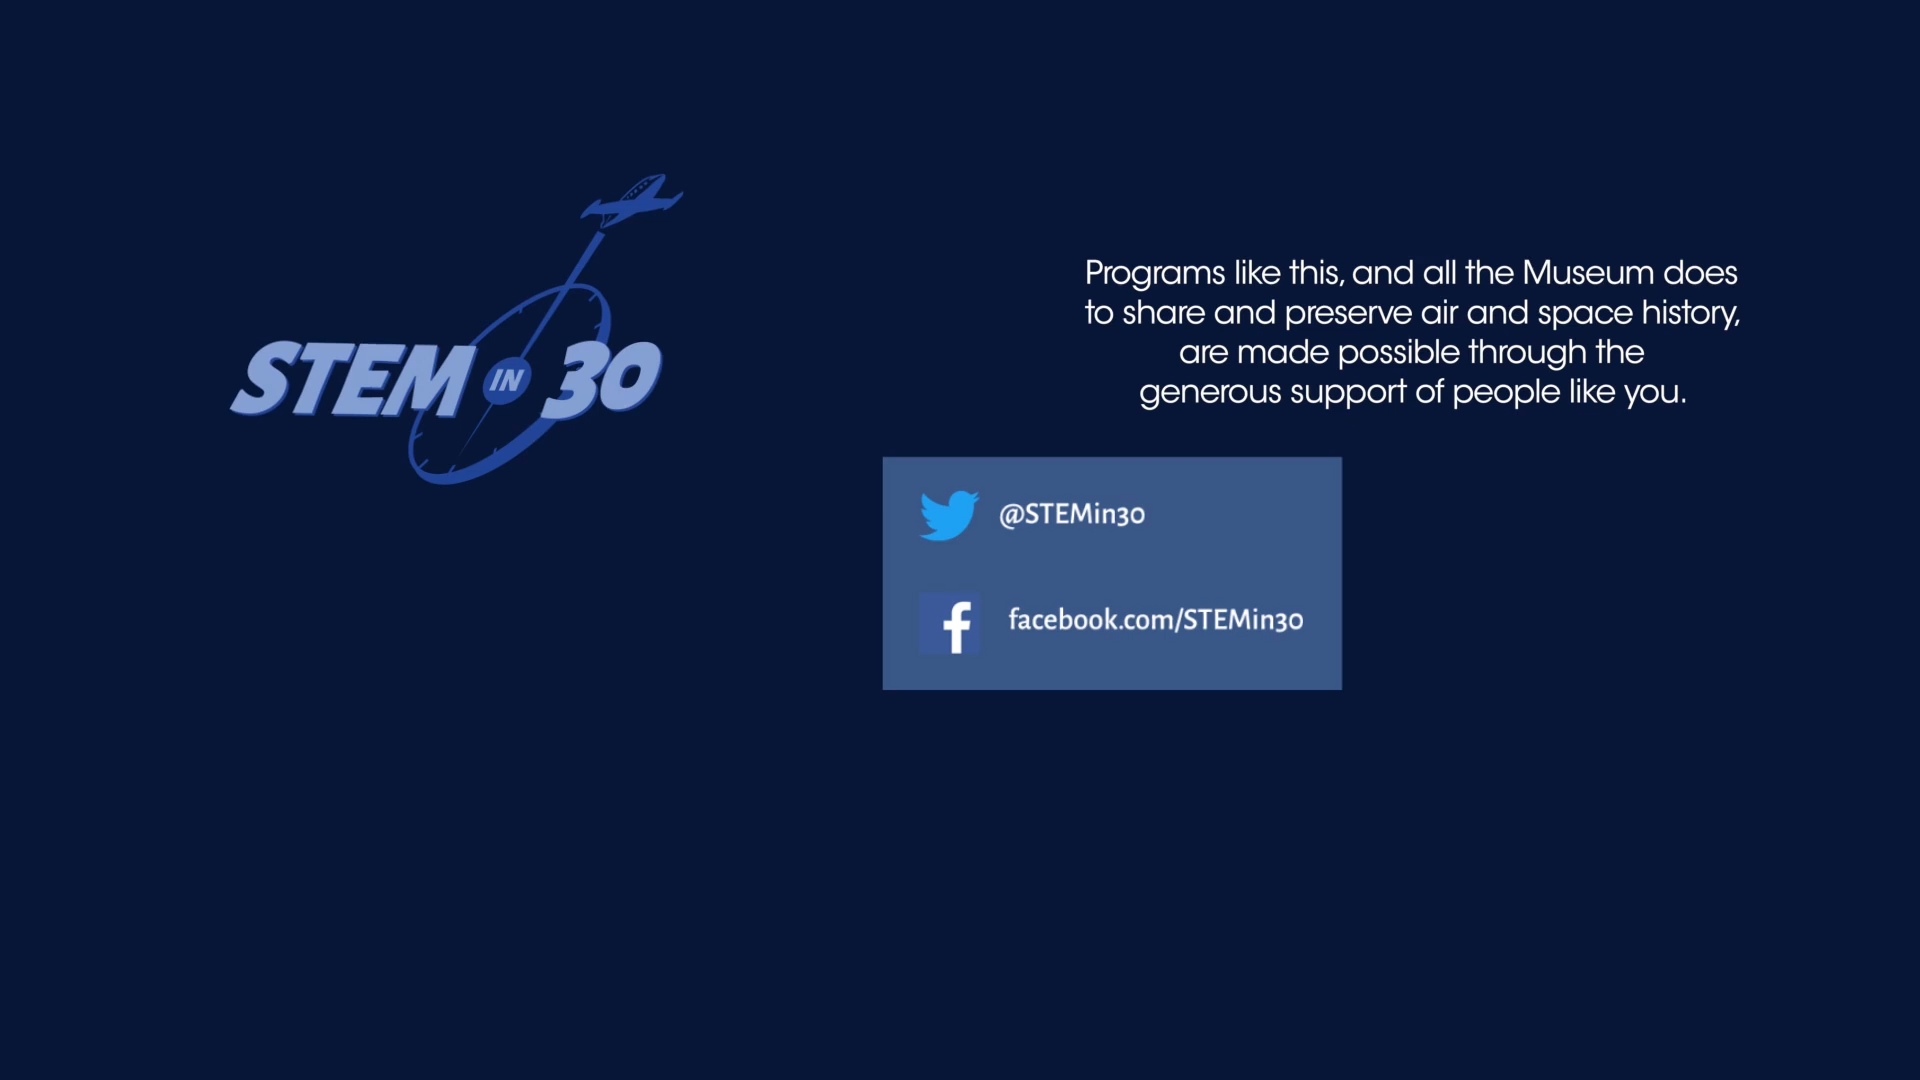 STEM IN 30
Programs like this, and all the Museum does
to share and preserve air and space history,
are made possible through the
generous support of people like you.
@STEMin30
facebook.com/STEMin30